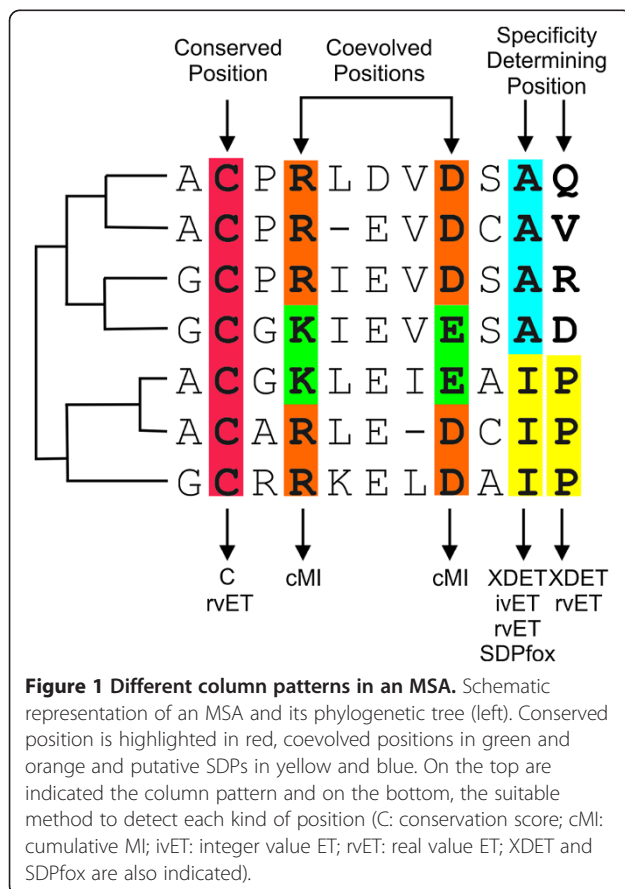 Conserved Position
Coevolved Positions
Specificity Determining Position
A C P R L D V D S A Q
A C P R - E V D C A V
G C P R I E V D S A R
G C G K I E V E S A D
A C G K L E I E A I P
A C A R L E - D C I P
G C R R K E L D A I P
C
rvET
cMI
cMI
XDET
ivET
rvET
SDPfox
XDET
rvET
Figure 1 Different column patterns in an MSA. Schematic
representation of an MSA and its phylogenetic tree (left). Conserved
position is highlighted in red, coevolved positions in green and
orange and putative SDPs in yellow and blue. On the top are
indicated the column pattern and on the bottom, the suitable
method to detect each kind of position (C: conservation score; cMI:
cumulative MI; ivET: integer value ET; rvET: real value ET; XDET and
SDPfox are also indicated).